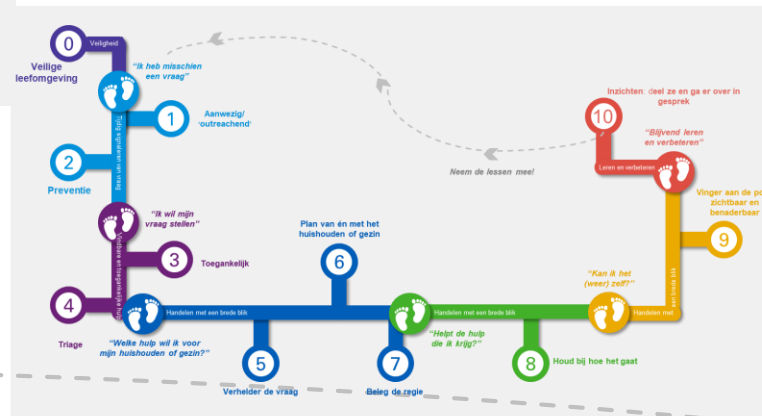 0
Veiligheid
Veilige
leefomgeving
"Ik heb misschien
een vraag"
1
Aanwezig/
'outreachend'
Tijdig signaleren van vraag
2
Preventie
"Ik wil mijn
vraag stellen"
3
Toegankelijk
Vindbare en toegankelijke hulp
4
Triage
"Welke hulp wil ik voor
mijn huishouden of gezin?"
Handelen met een brede blik
5
Verhelder de vraag
Plan van én met het
huishouden of gezin
6
7
Beleg de regie
"Helpt de hulp
die ik krijg?"
Handelen met een brede blik
8
Houd bij hoe het gaat
"Kan ik het
(weer) zelf?"
Handelen met
een brede blik
9
Vinger aan de po
zichtbaar en
benaderbaar
"Blijvend leren
en verbeteren"
Leren en verbeteren
10
Inzichten: deel ze en ga er over in
gesprek
Neem de lessen mee!